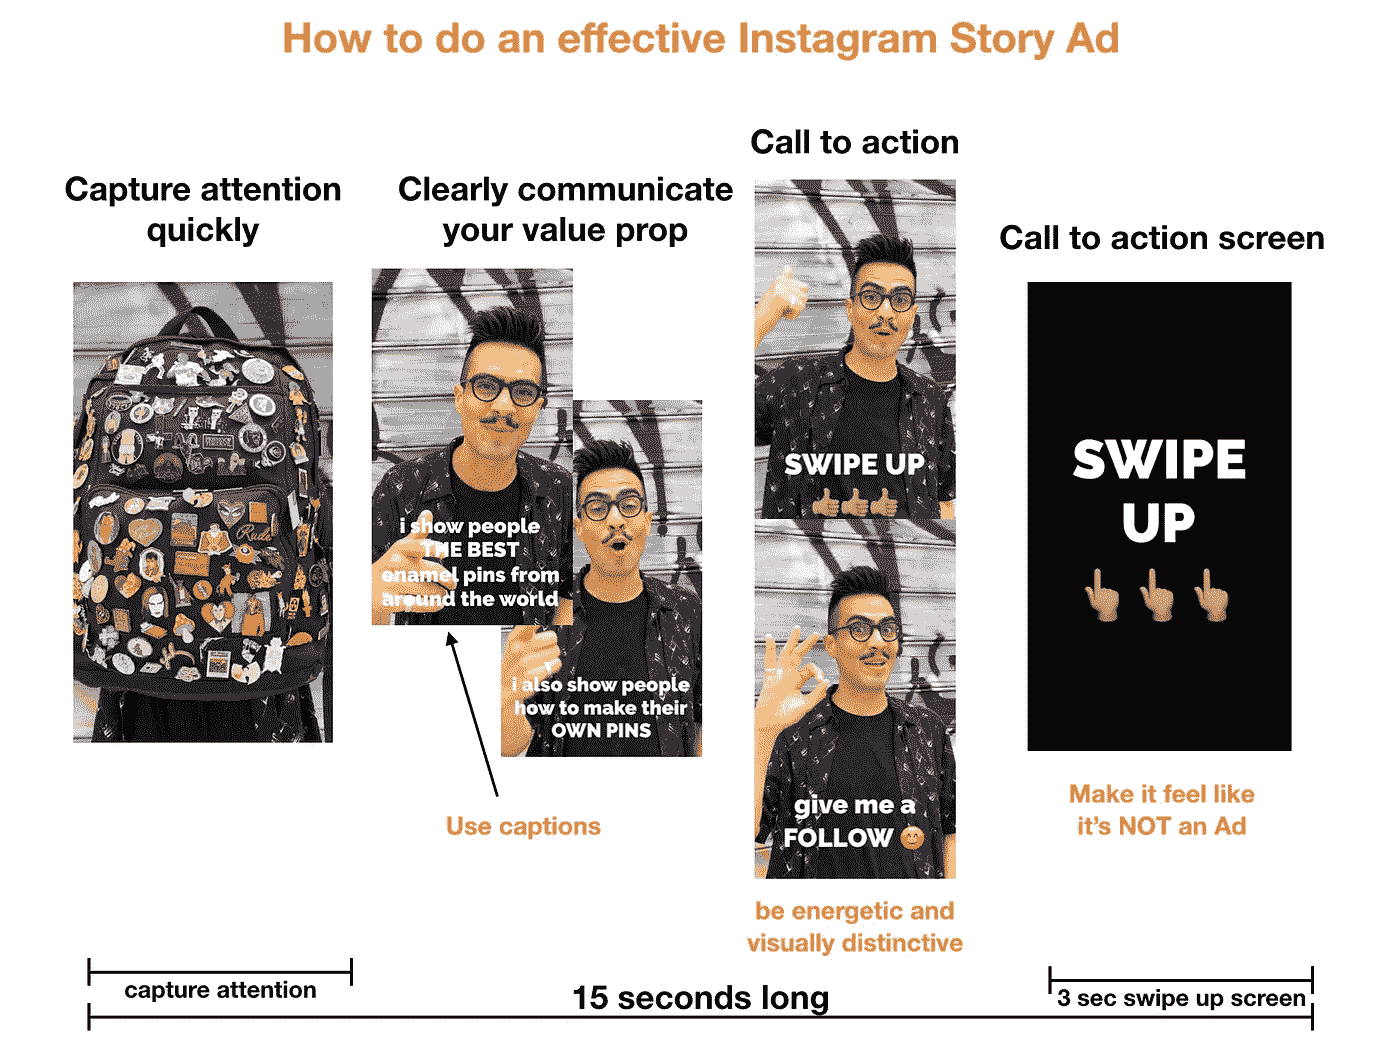 How to do an effective Instagram Story Ad
Capture attention
quickly
Rude
Clearly communicate
your value prop
i show people
THE BEST
enamel pins from
around the world
i also show people
how to make their
OWN PINS
Use captions
Call to action
SWIPE UP
give me a
FOLLOW
be energetic and
visually distinctive
Call to action screen
SWIPE
UP
Make it feel like
it's NOT an Ad
capture attention
15 seconds long
3 sec swipe up screen